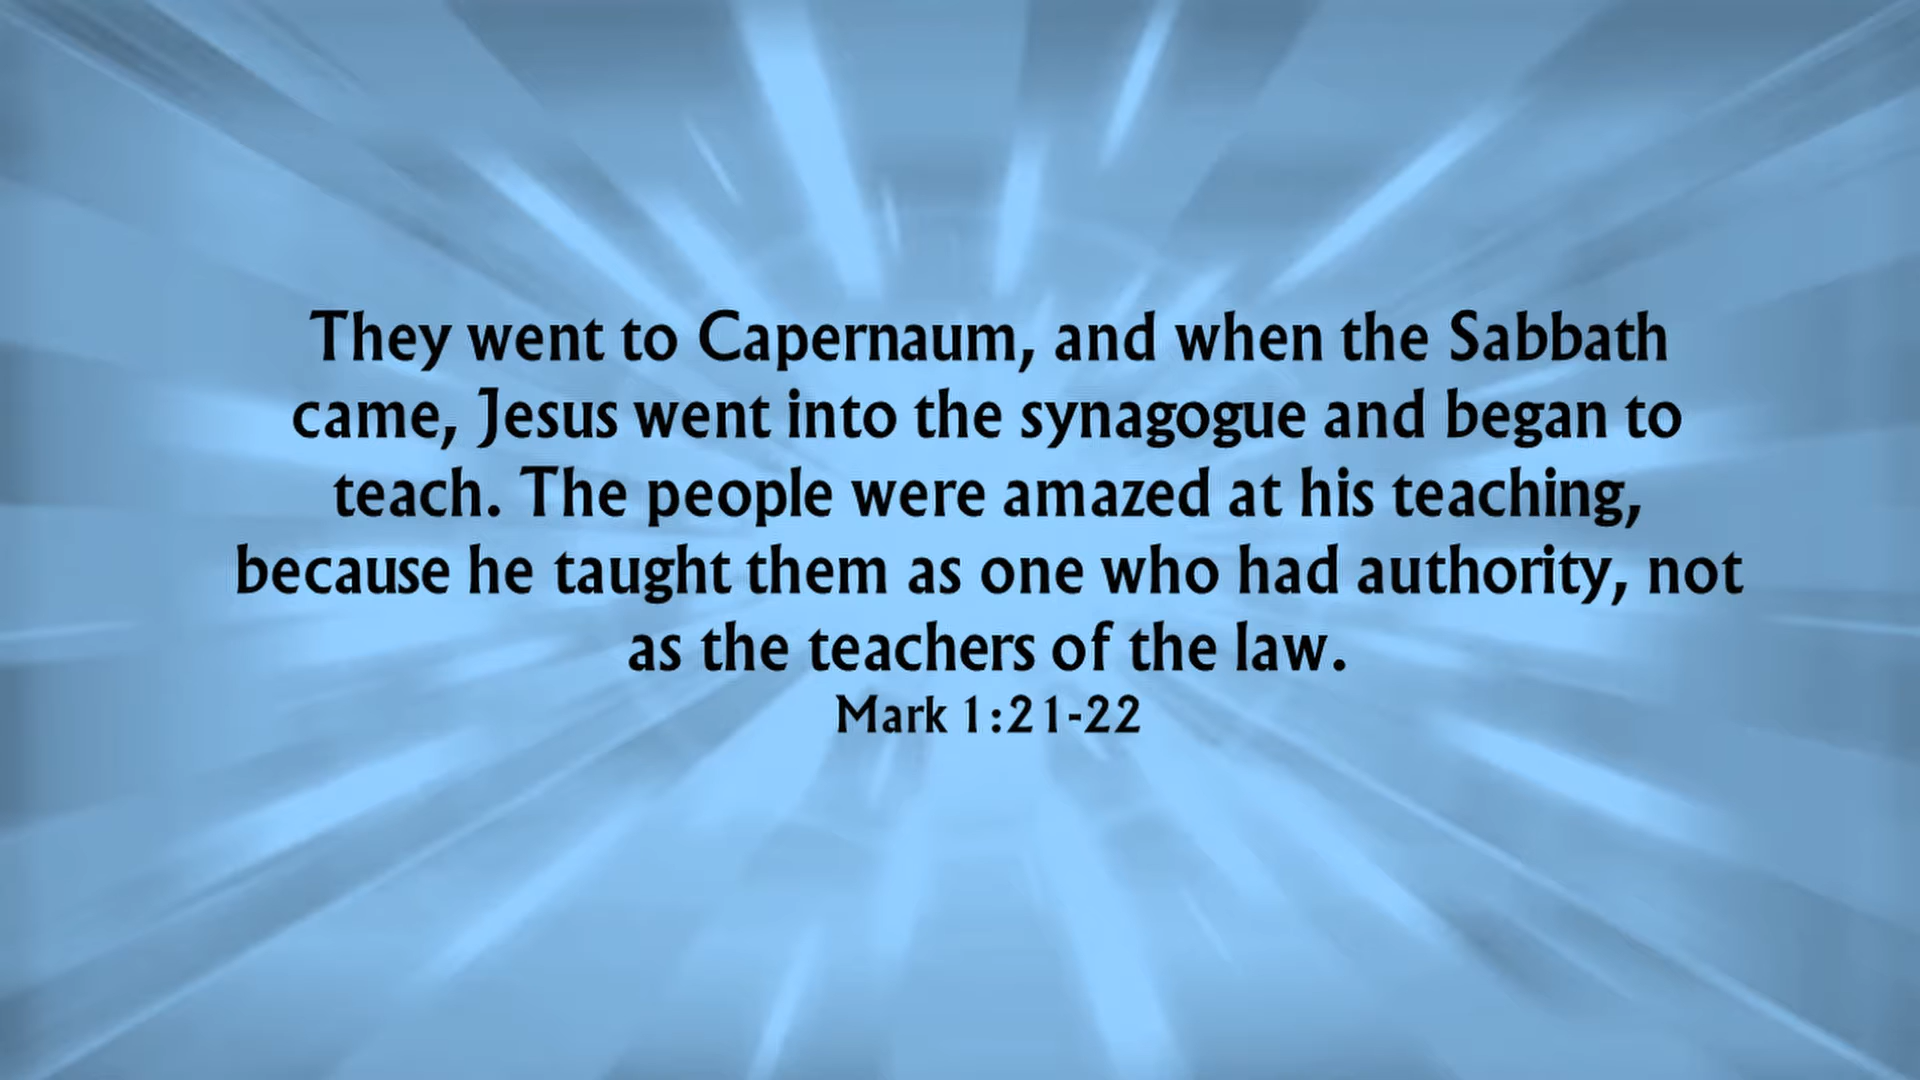 They went to Capernaum, and when the Sabbath
came, Jesus went into the synagogue and began to
teach. The people were amazed at his teaching,
because he taught them as one who had authority, not
as the teachers of the law.
Mark 1:21-22